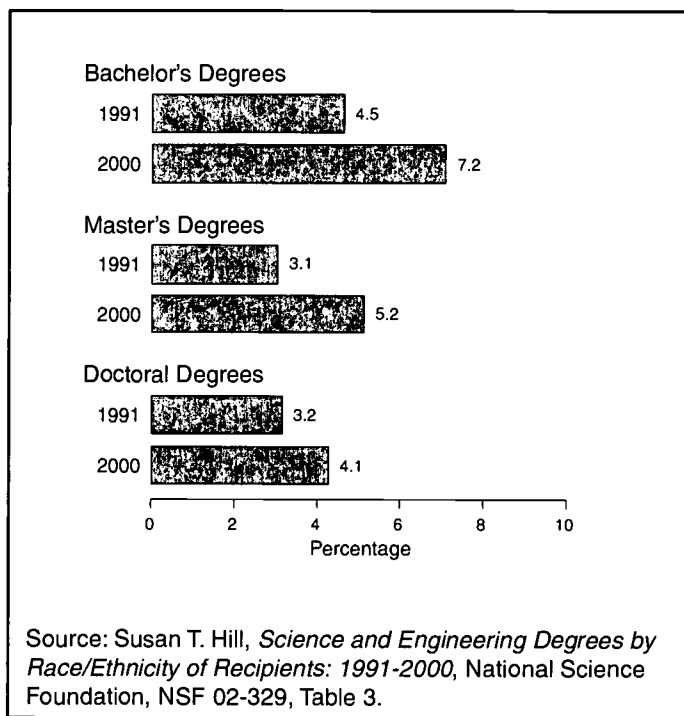 Bachelor's Degrees
1991 4.5
2000 7.2
Master's Degrees
1991 3.1
2000 5.2
Doctoral Degrees
1991 3.2
2000 4.1
0 2 4 6 8 10
Percentage
Source: Susan T. Hill, Science and Engineering Degrees by
Race/Ethnicity of Recipients: 1991-2000, National Science
Foundation, NSF 02-329, Table 3.